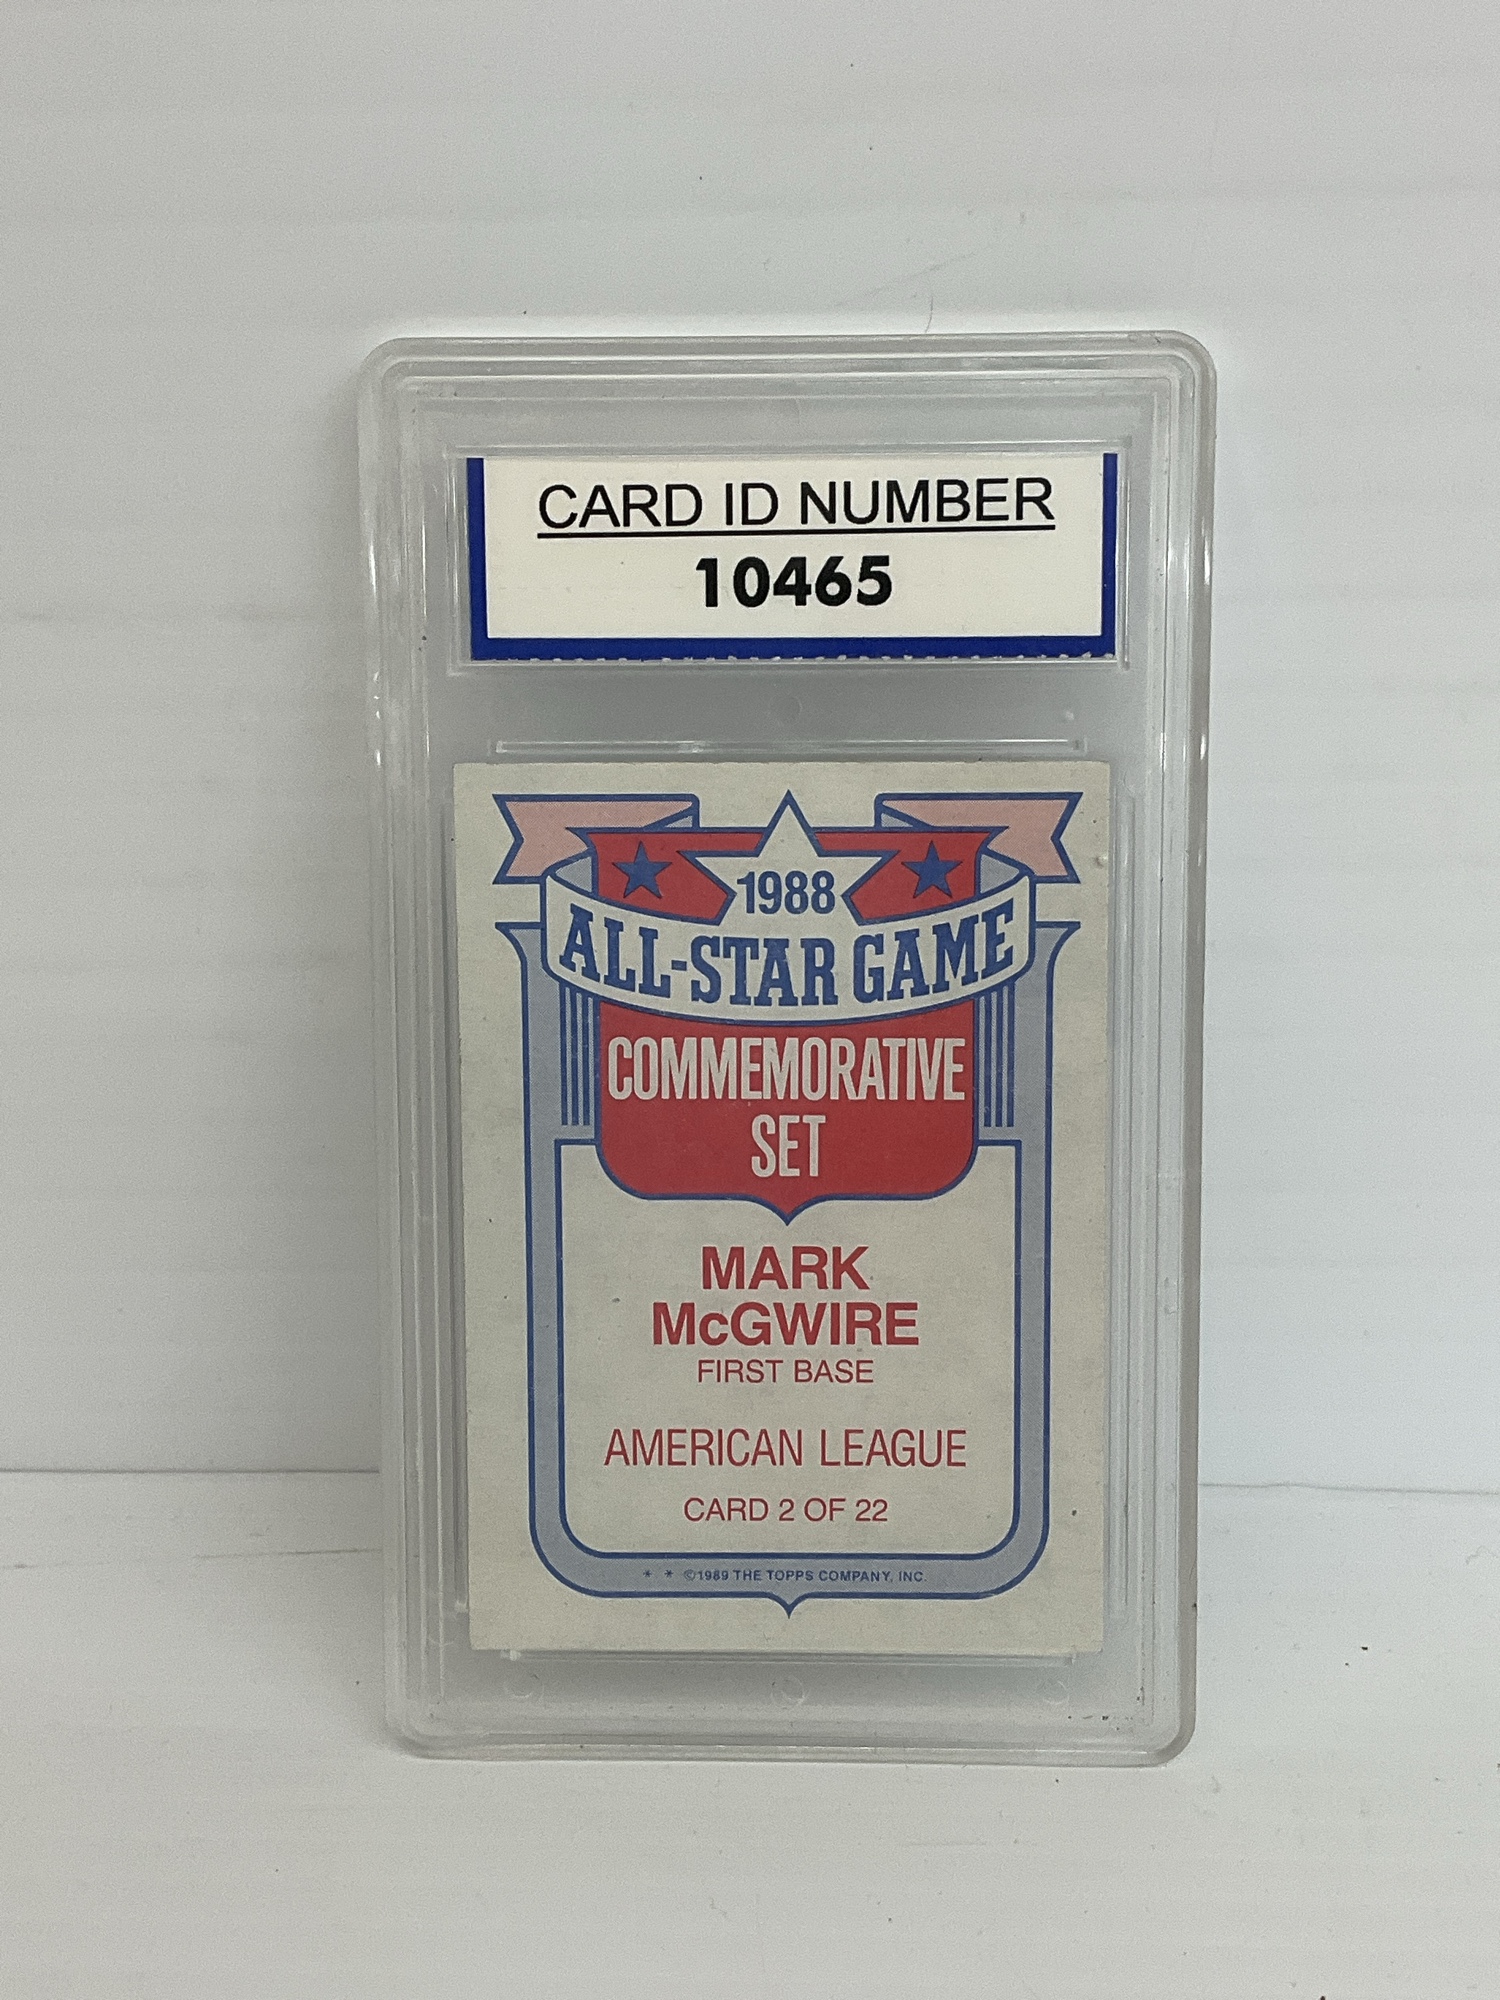 CARD ID NUMBER
10465
1988
ALL-STAR GAME
COMMEMORATIVE
SET
MARK
McGWIRE
FIRST BASE
AMERICAN LEAGUE
CARD 2 OF 22
* * ©1989 THE TOPPS COMPANY, INC.